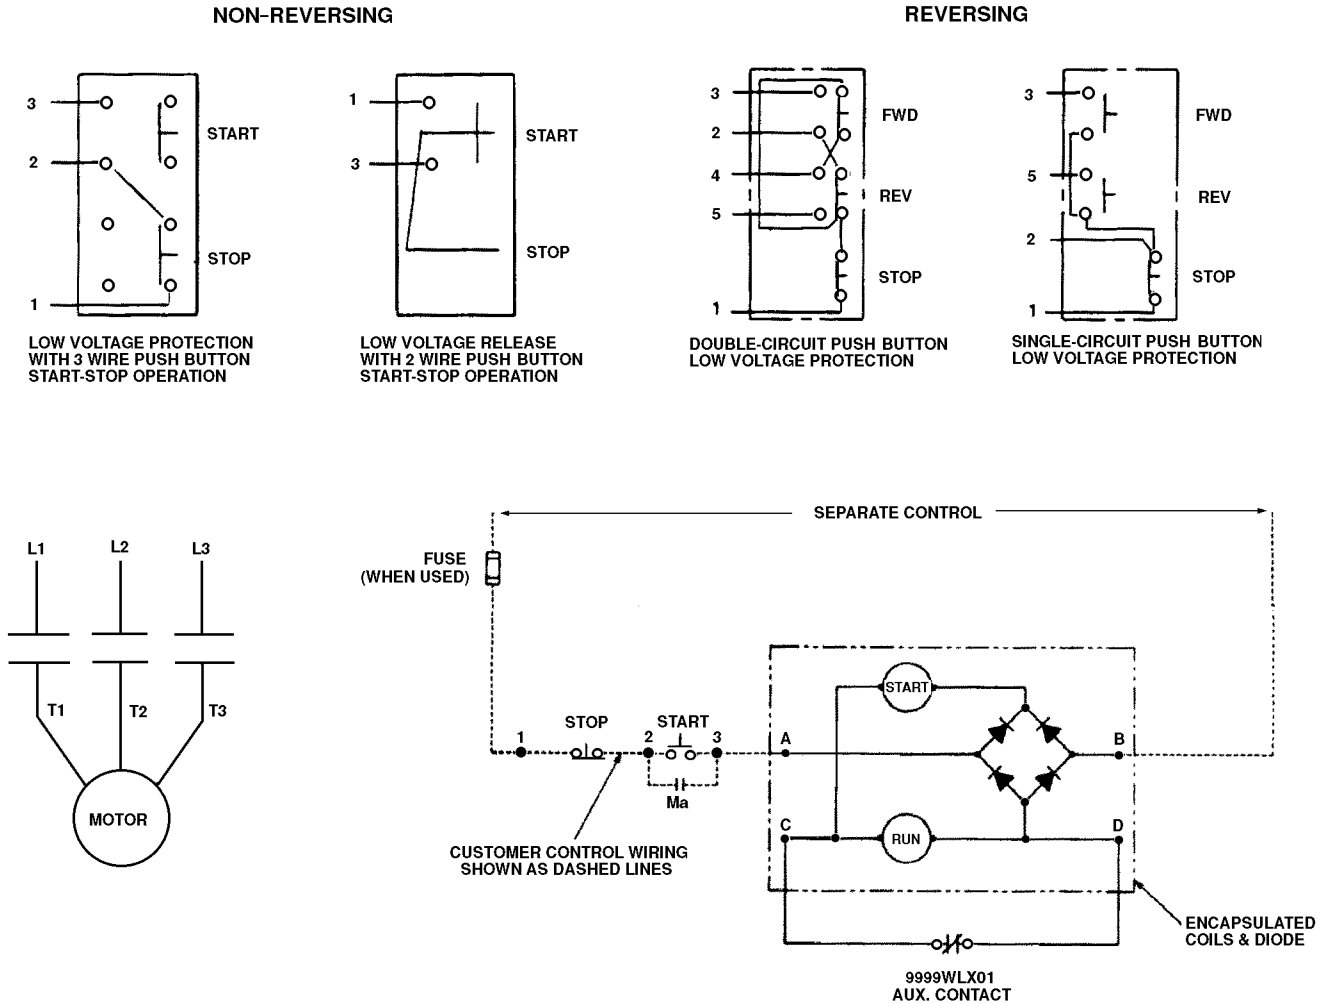 NON-REVERSING
REVERSING
3
START
2
STOP
1
LOW VOLTAGE PROTECTION
WITH 3 WIRE PUSH BUTTON
START-STOP OPERATION
1
START
3
STOP
LOW VOLTAGE RELEASE
WITH 2 WIRE PUSH BUTTON
START-STOP OPERATION
3
FWD
2
4
REV
5
STOP
1
DOUBLE-CIRCUIT PUSH BUTTON
LOW VOLTAGE PROTECTION
3
FWD
5
REV
2
STOP
1
SINGLE-CIRCUIT PUSH BUTTON
LOW VOLTAGE PROTECTION
L1
L2
L3
T1
T2
T3
MOTOR
SEPARATE CONTROL
FUSE
(WHEN USED)
START
STOP
START
1
2
3
A
B
Ma
C
D
RUN
CUSTOMER CONTROL WIRING
SHOWN AS DASHED LINES
ENCAPSULATED
COILS & DIODE
9999WLX01
AUX. CONTACT